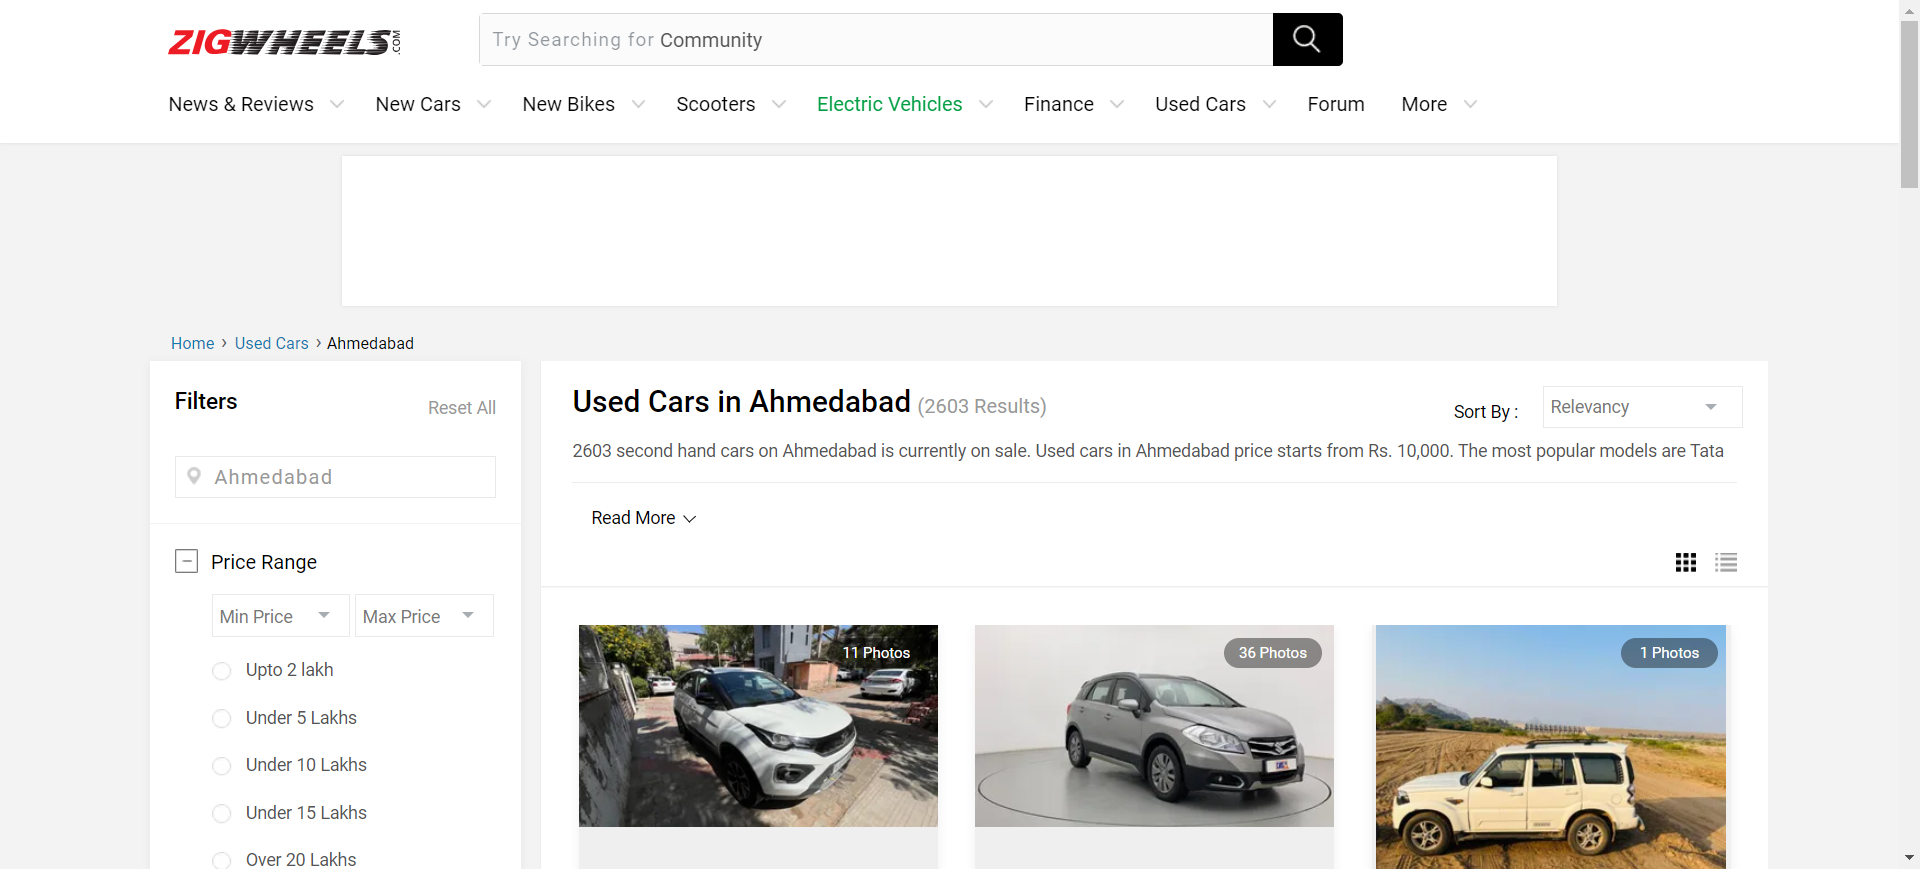 ZIGWHEELS.COM
Try Searching for Community
News & Reviews New Cars New Bikes Scooters Electric Vehicles Finance Used Cars Forum More
Home › Used Cars › Ahmedabad
Filters
Reset All
Ahmedabad
Price Range
Min Price Max Price
Upto 2 lakh
Under 5 Lakhs
Under 10 Lakhs
Under 15 Lakhs
Over 20 Lakhs
Used Cars in Ahmedabad (2603 Results)
Sort By : Relevancy
2603 second hand cars on Ahmedabad is currently on sale. Used cars in Ahmedabad price starts from Rs. 10,000. The most popular models are Tata
Read More
11 Photos
36 Photos
1 Photos